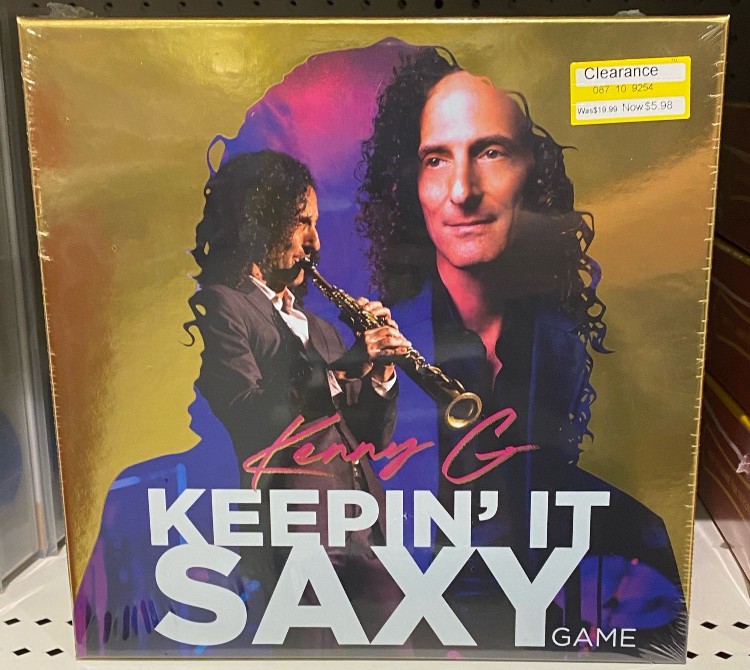 Clearance
087 10 9254
Was$19.99 Now$5.98
Kenny G
KEEPIN' IT
SAXY
GAME